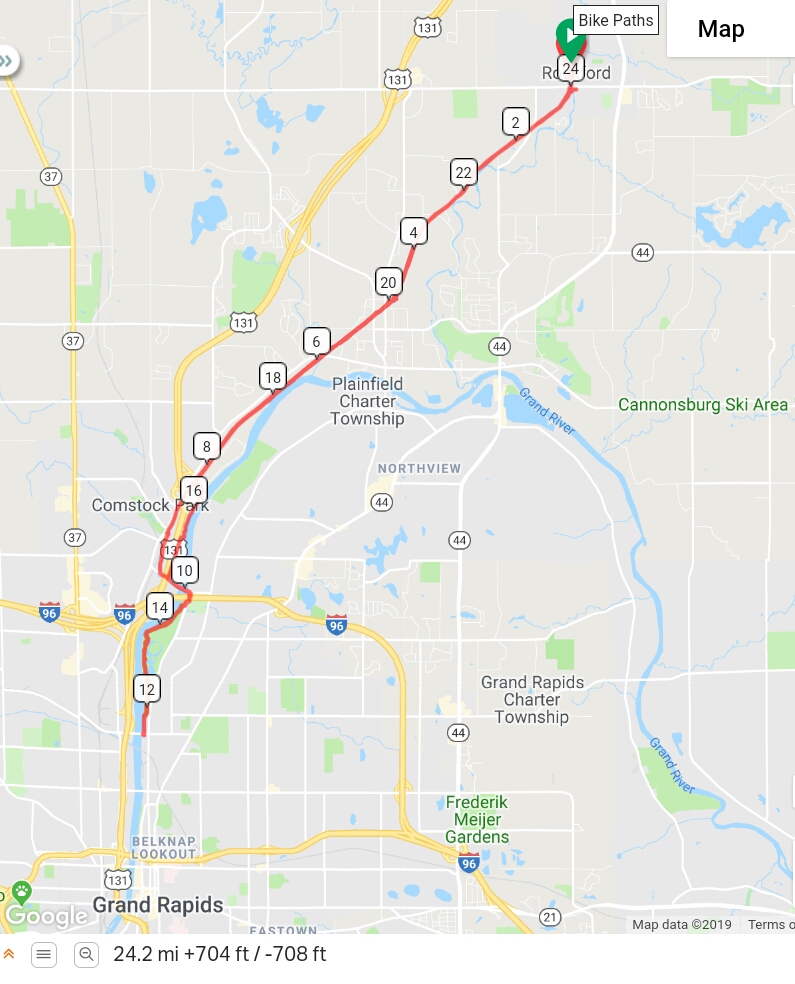 131
Bike Paths
Map
131
24
Rockford
2
37
22
4
44
20
131
6
37
44
18
Plainfield
Charter
Township
Grand River
Cannonsburg Ski Area
8
NORTHVIEW
16
Comstock Park
44
37
44
131
10
96
96
14
96
12
Grand Rapids
Charter
Township
44
Grand River
Frederik
Meijer
Gardens
BELKNAP
LOOKOUT
96
131
Grand Rapids
21
Google
EASTOWN
Map data ©2019
Terms o
24.2 mi +704 ft / -708 ft